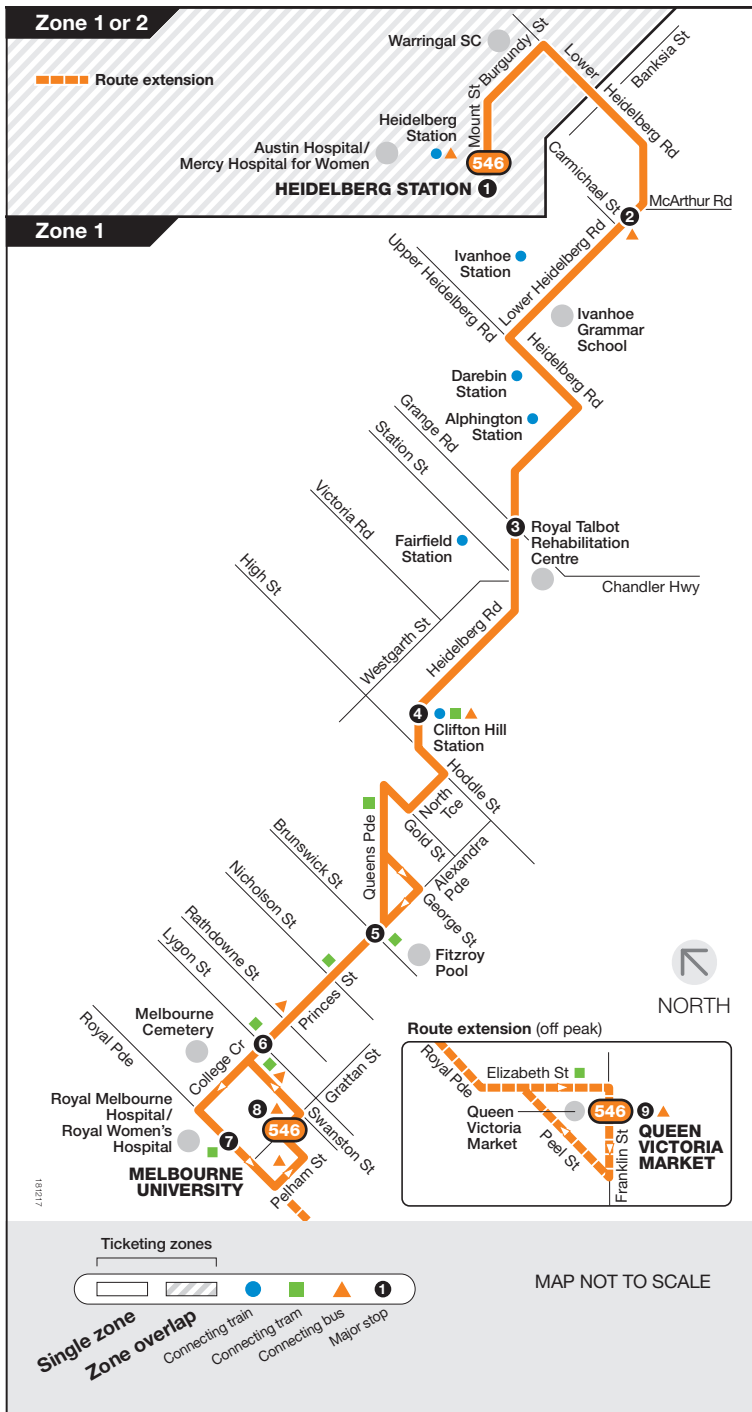 Zone 1 or 2
Route extension
Warringal SC
Burgundy St
Lower
Heidelberg Rd
Banksia St
Mount St
Heidelberg
Station
Austin Hospital/
Mercy Hospital for Women
546
HEIDELBERG STATION 1
Carmichael St
2
McArthur Rd
Zone 1
Ivanhoe
Station
Lower Heidelberg Rd
Upper Heidelberg Rd
Ivanhoe
Grammar
School
Heidelberg Rd
Darebin
Station
Alphington
Station
Grange Rd
Station St
Victoria Rd
3
Royal Talbot
Rehabilitation
Centre
Fairfield
Station
High St
Chandler Hwy
Westgarth St
Heidelberg Rd
4
Clifton Hill
Station
Hoddle St
North
Tce
Gold St
Queens Pde
Alexandra
Pde
George St
Brunswick St
Nicholson St
Rathdowne St
Lygon St
5
Fitzroy
Pool
Princes St
Melbourne
Cemetery
6
Royal Pde
College Cr
Grattan St
Royal Melbourne
Hospital/
Royal Women's
Hospital
8
546
Swanston St
7
MELBOURNE
UNIVERSITY
Pelham St
NORTH
Route extension (off peak)
Royal Pde
Elizabeth St
Queen
Victoria
Market
546
9
QUEEN
VICTORIA
MARKET
Peel St
Franklin St
181217
Ticketing zones
Single zone
Zone overlap
Connecting train
Connecting tram
Connecting bus
1
Major stop
MAP NOT TO SCALE